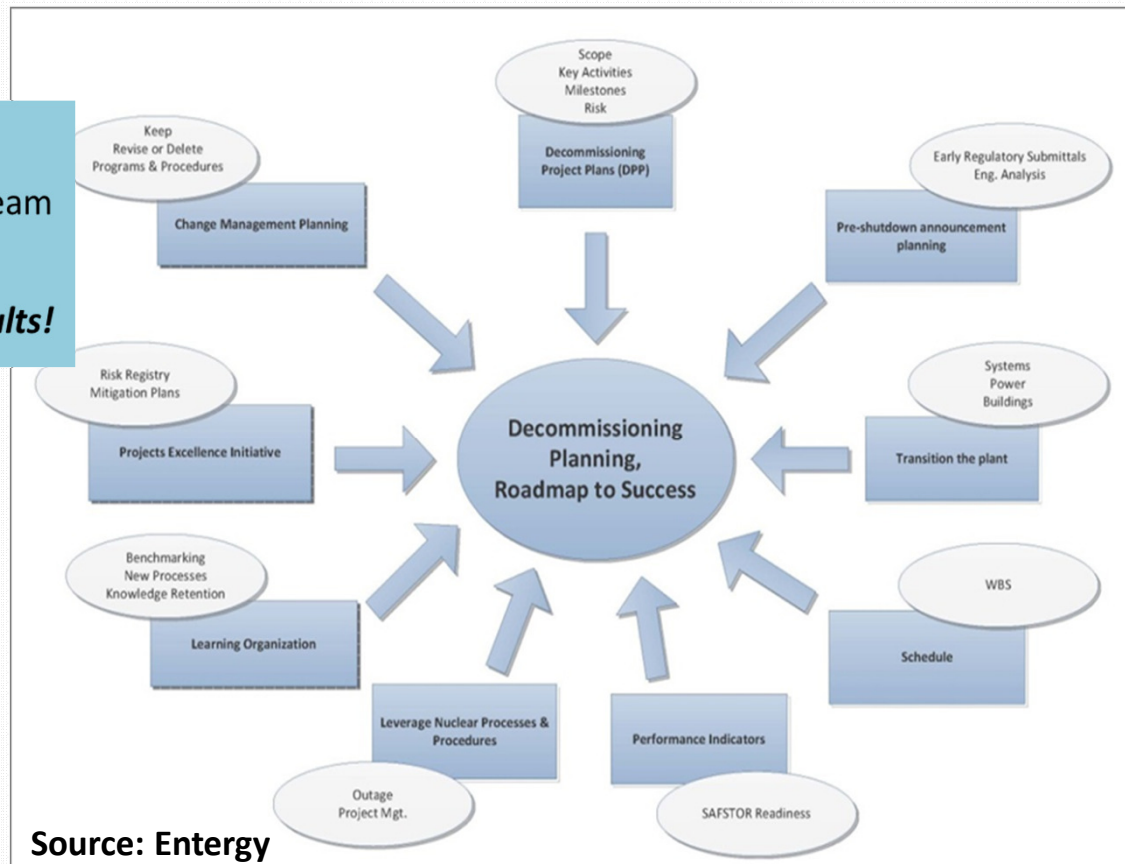 Scope
Key Activities
Milestones
Risk
Decommissioning
Project Plans (DPP)
Keep
Revise or Delete
Programs & Procedures
Change Management Planning
Early Regulatory Submittals
Eng. Analysis
Pre-shutdown announcement
planning
Risk Registry
Mitigation Plans
Projects Excellence Initiative
Decommissioning
Planning,
Roadmap to Success
Systems
Power
Buildings
Transition the plant
Benchmarking
New Processes
Knowledge Retention
Learning Organization
WBS
Schedule
Leverage Nuclear Processes &
Procedures
Outage
Project Mgt.
Performance Indicators
SAFSTOR Readiness
Source: Entergy